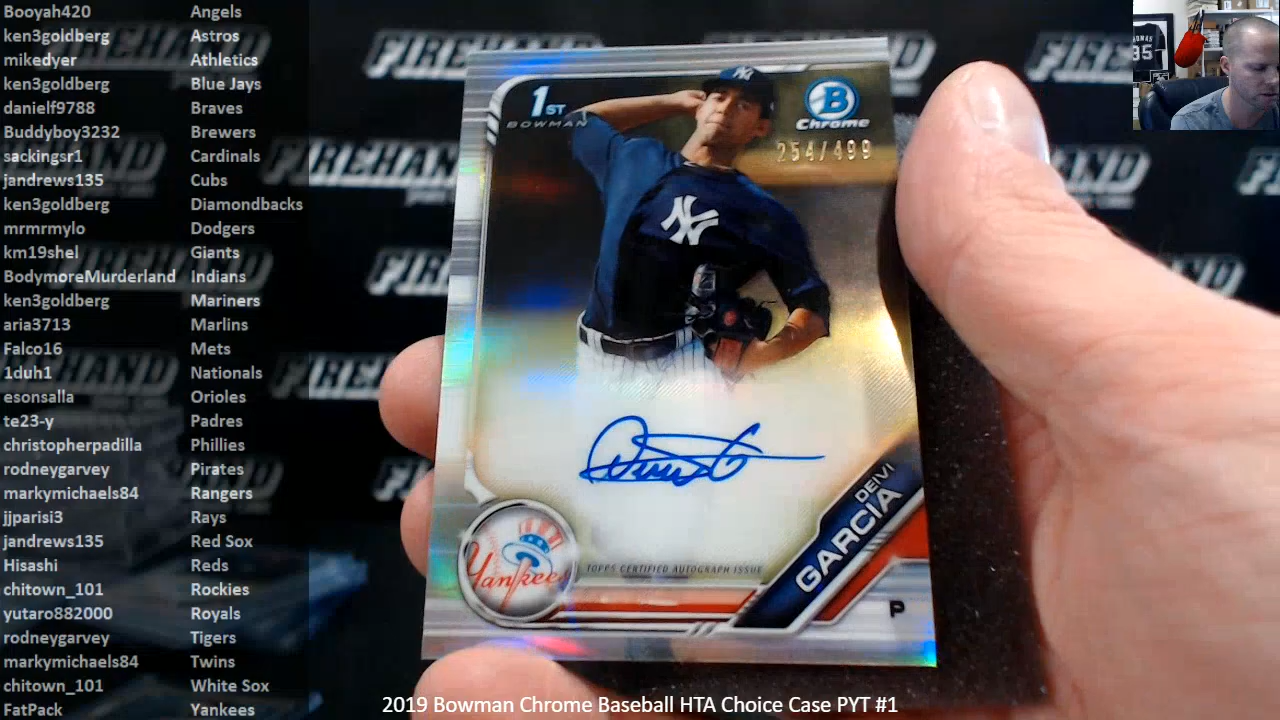 Booyah420 Angels
ken3goldberg Astros
mikedyer Athletics
ken3goldberg Blue Jays
danielf9788 Braves
Buddyboy3232 Brewers
sackingsr1 Cardinals
jandrews135 Cubs
ken3goldberg Diamondbacks
mrmrmylo Dodgers
km19shel Giants
BodymoreMurderland Indians
ken3goldberg Mariners
aria3713 Marlins
Falco16 Mets
1duh1 Nationals
esonsalla Orioles
te23-y Padres
christopherpadilla Phillies
rodneygarvey Pirates
markymichaels84 Rangers
jjparisi3 Rays
jandrews135 Red Sox
Hisashi Reds
chitown_101 Rockies
yutaro882000 Royals
rodneygarvey Tigers
markymichaels84 Twins
chitown_101 White Sox
FatPack Yankees
1ST
BOWMAN
B
Chrome
254/499
NY
NY
Yankees
TOPPS CERTIFIED AUTOGRAPH ISSUE
DEIVI
GARCIA
P
FIREHAND
FIREHAND
35
2019 Bowman Chrome Baseball HTA Choice Case PYT #1